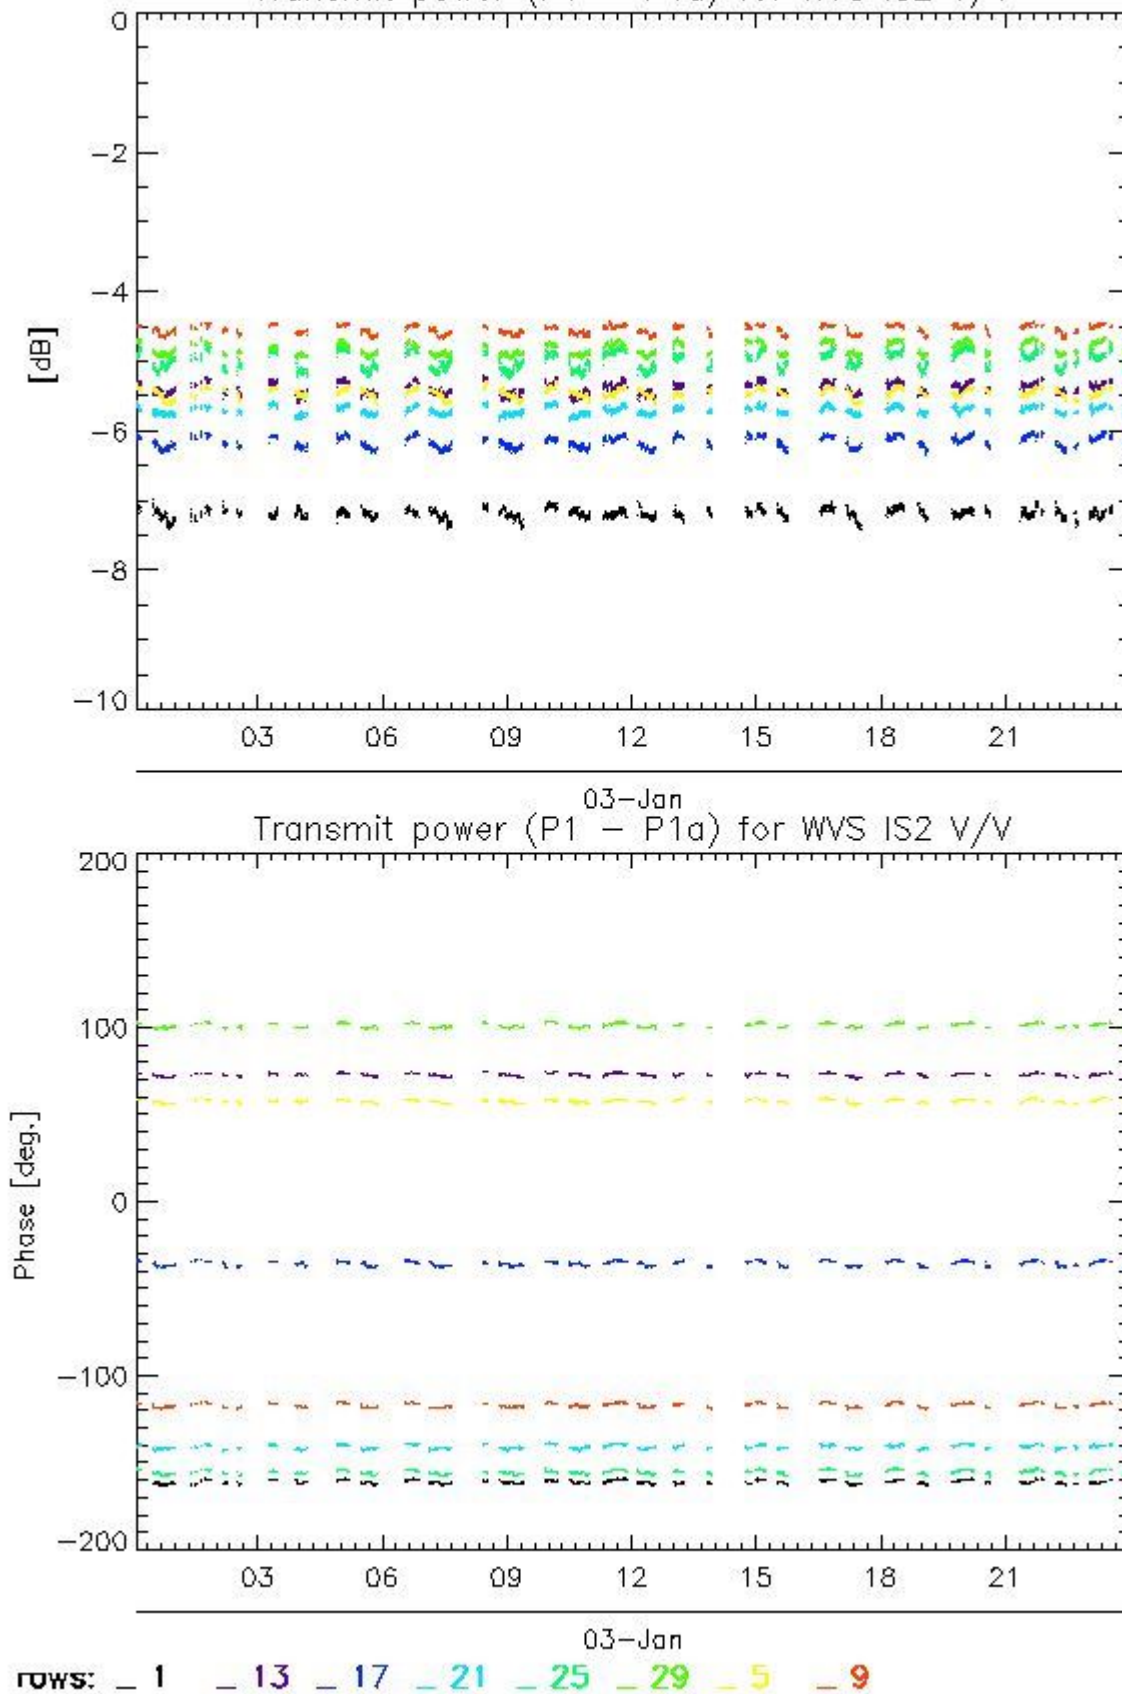 0
-2
-4
[dB]
-6
-8
-10
03 06 09 12 15 18 21
03-Jan
Transmit power (P1 - P1a) for WVS IS2 V/V
200
100
0
Phase [deg.]
-100
-200
03 06 09 12 15 18 21
03-Jan
rows: _ 1 _ 13 _ 17 _ 21 _ 25 _ 29 _ 5 _ 9